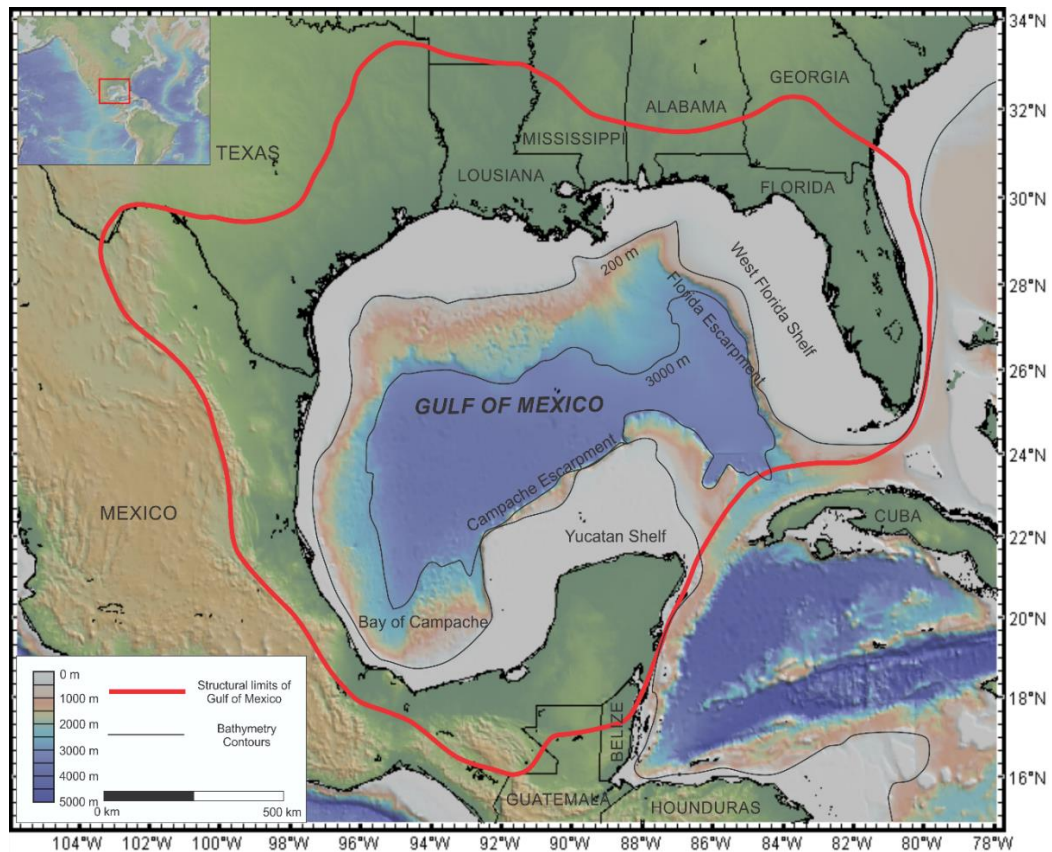 34°N
GEORGIA
32°N
ALABAMA
MISSISSIPPI
TEXAS
LOUSIANA
FLORIDA
30°N
200 m
West Florida Shelf
28°N
Florida Escarpment
3000 m
26°N
GULF OF MEXICO
24°N
Campache Escarpment
MEXICO
CUBA
Yucatan Shelf
22°N
Bay of Campache
20°N
0 m
1000 m
2000 m
3000 m
4000 m
5000 m
Structural limits of
Gulf of Mexico
Bathymetry
Contours
0 km
500 km
18°N
BELIZE
16°N
GUATEMALA
HOUNDURAS
104°W
102°W
100°W
98°W
96°W
94°W
92°W
90°W
88°W
86°W
84°W
82°W
80°W
78°W